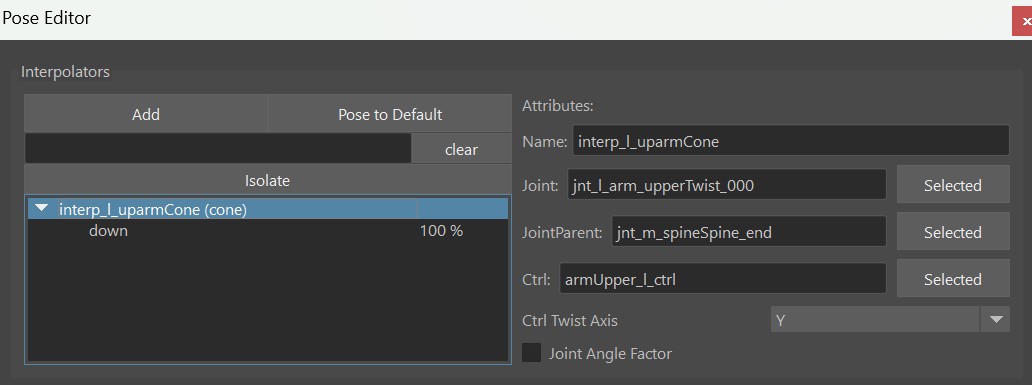 Pose Editor
x
Interpolators
Add
Pose to Default
clear
Isolate
interp_l_uparmCone (cone)
down 100 %
Attributes:
Name: interp_l_uparmCone
Joint: jnt_l_arm_upperTwist_000 Selected
JointParent: jnt_m_spineSpine_end Selected
Ctrl: armUpper_l_ctrl Selected
Ctrl Twist Axis Y
Joint Angle Factor